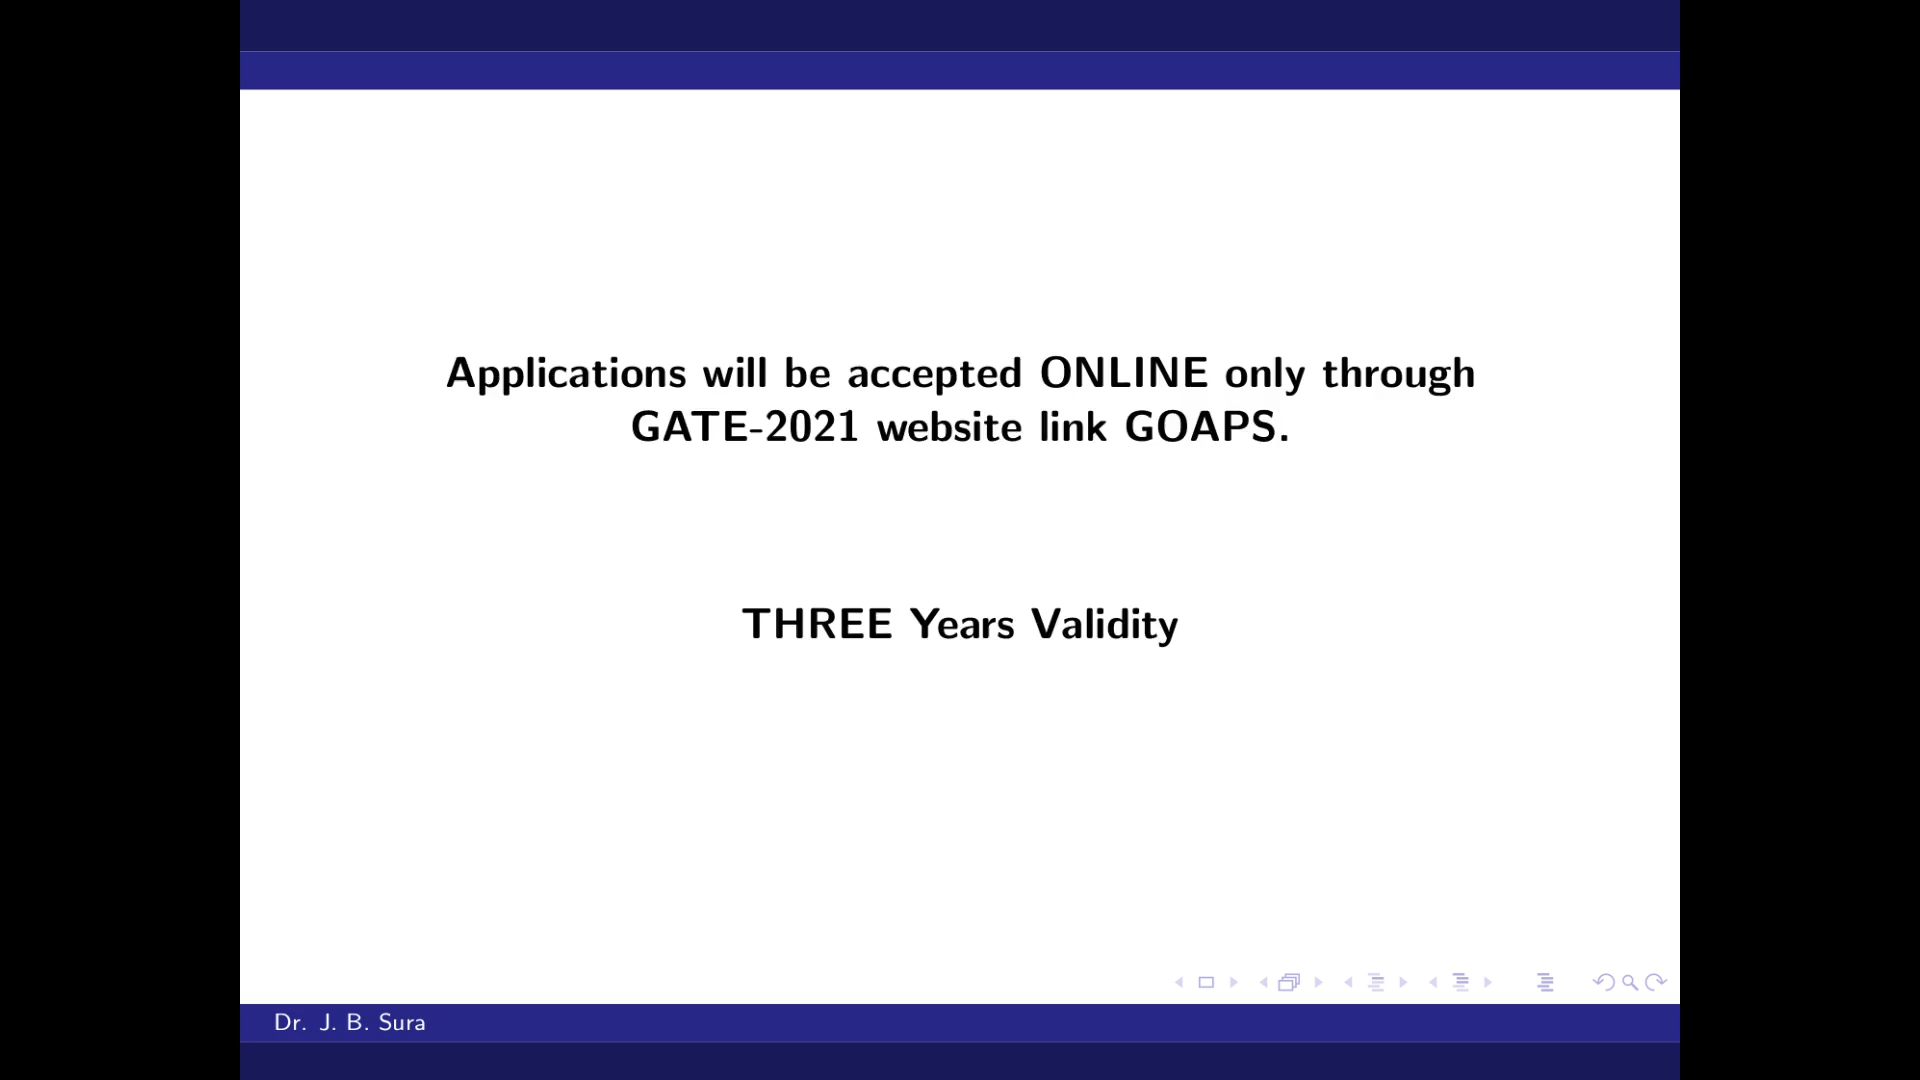 Applications will be accepted ONLINE only through
GATE-2021 website link GOAPS.
THREE Years Validity
Dr. J. B. Sura